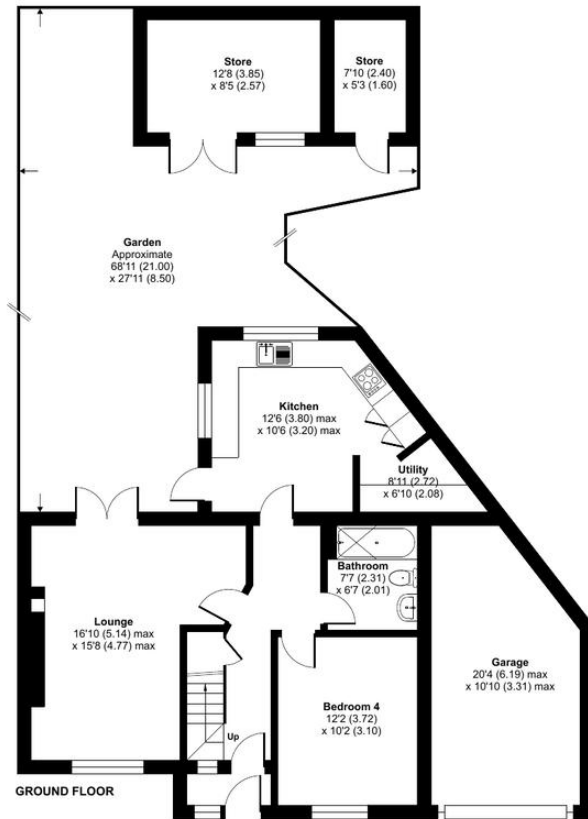 Store
12'8 (3.85)
x 8'5 (2.57)
Store
7'10 (2.40)
x 5'3 (1.60)
Garden
Approximate
68'11 (21.00)
x 27'11 (8.50)
Kitchen
12'6 (3.80) max
x 10'6 (3.20) max
Utility
8'11 (2.72)
x 6'10 (2.08)
Bathroom
7'7 (2.31)
x 6'7 (2.01)
Lounge
16'10 (5.14) max
x 15'8 (4.77) max
Garage
20'4 (6.19) max
x 10'10 (3.31) max
Bedroom 4
12'2 (3.72)
x 10'2 (3.10)
Up
GROUND FLOOR